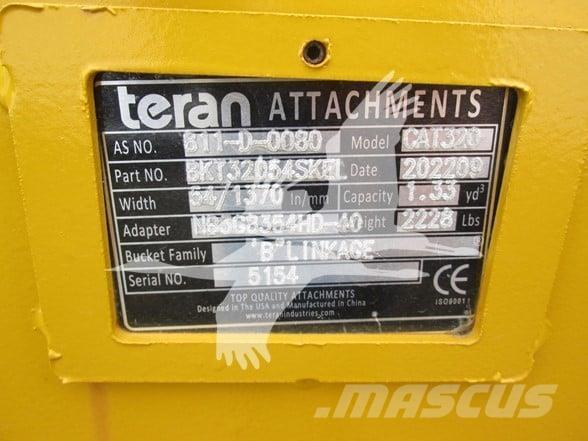 teran ATTACHMENTS
AS NO. 811-D-0080 Model CAT320
Part No. BKT32054SKEL Date 202209
Width 54/1370 In/mm Capacity 1.33 yd³
Adapter Weight 2228 Lbs
Bucket Family "B"LINKAGE
Serial NO. 5154
TOP QUALITY ATTACHMENTS
Designed in The USA and Manufactured In China
www.teranindustries.com
CE
ISO9001
MASCUS